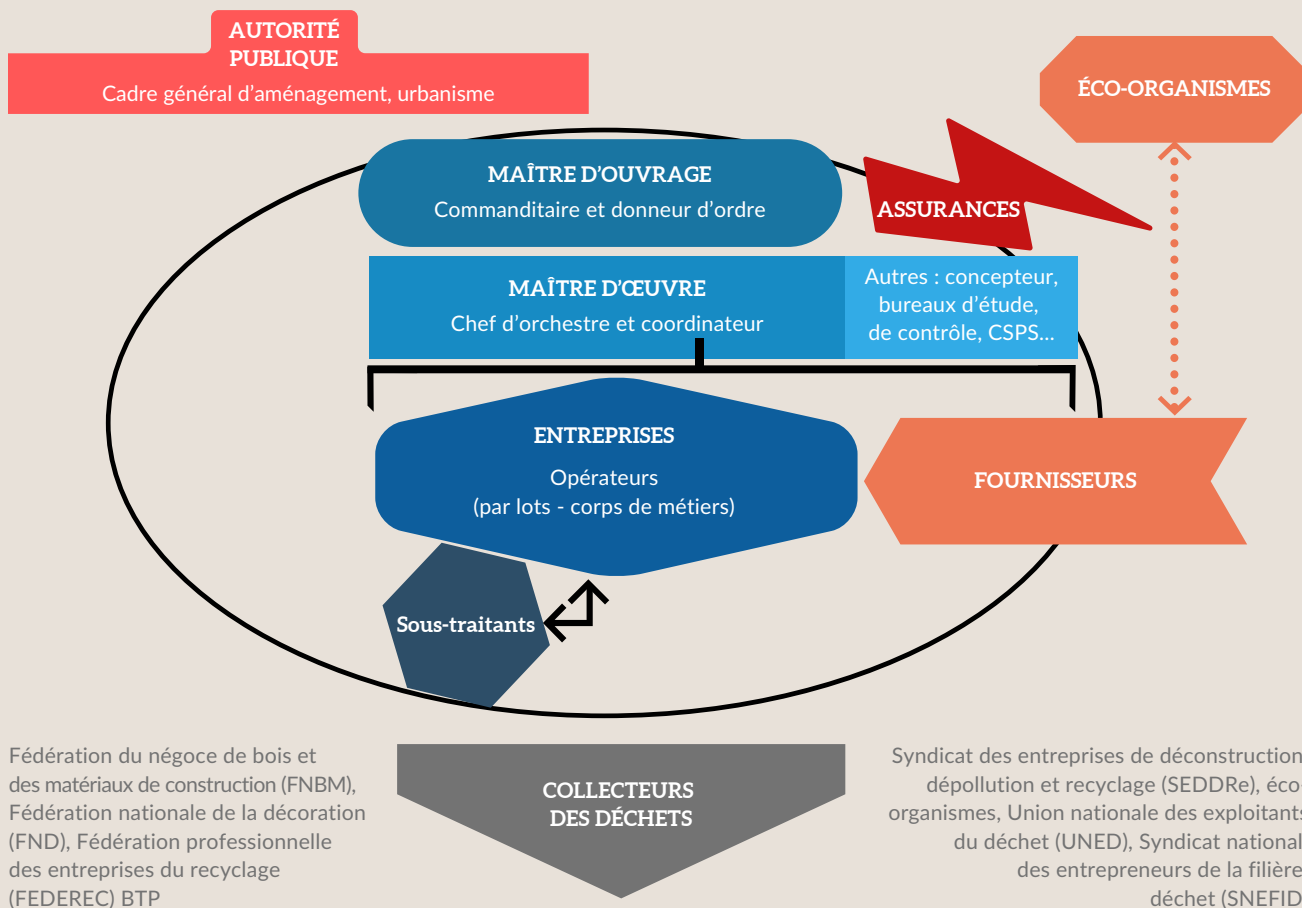 AUTORITÉ
PUBLIQUE
Cadre général d’aménagement, urbanisme
ÉCO-ORGANISMES
MAÎTRE D’OUVRAGE
Commanditaire et donneur d’ordre
ASSURANCES
MAÎTRE D’ŒUVRE
Chef d’orchestre et coordinateur
Autres : concepteur,
bureaux d’étude,
de contrôle, CSPS...
ENTREPRISES
Opérateurs
(par lots - corps de métiers)
FOURNISSEURS
Sous-traitants
Fédération du négoce de bois et
des matériaux de construction (FNBM),
Fédération nationale de la décoration
(FND), Fédération professionnelle
des entreprises du recyclage
(FEDEREC) BTP
COLLECTEURS
DES DÉCHETS
Syndicat des entreprises de déconstruction
dépollution et recyclage (SEDDRe), éco-
organismes, Union nationale des exploitants
du déchet (UNED), Syndicat national
des entrepreneurs de la filière
déchet (SNEFID